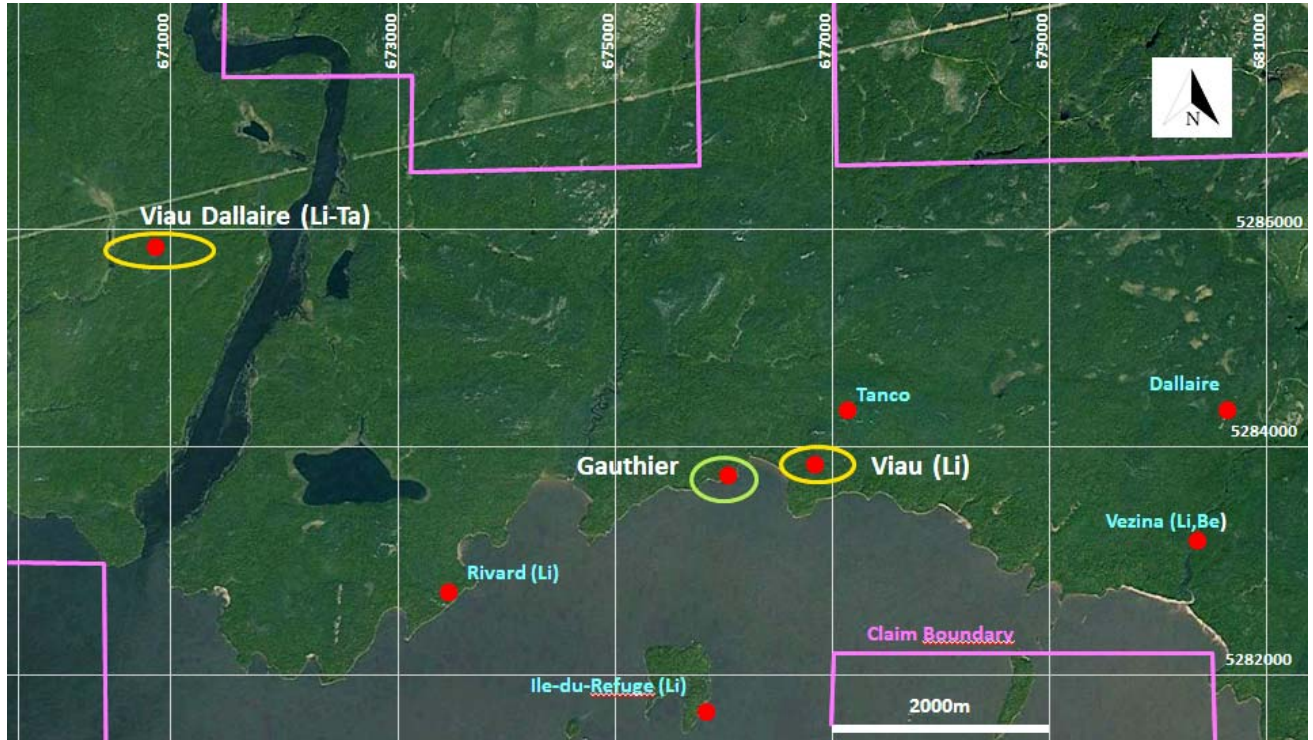 671000
673000
675000
677000
679000
681000
N
Viau Dallaire (Li-Ta)
5286000
Tanco
Dallaire
5284000
Gauthier
Viau (Li)
Vezina (Li,Be)
Rivard (Li)
Claim Boundary
5282000
Ile-du-Refuge (Li)
2000m